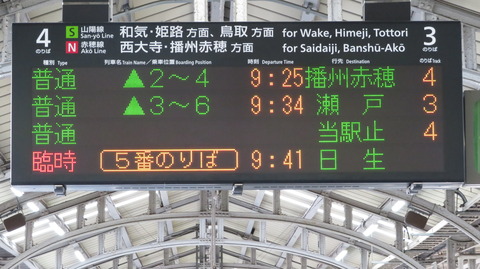 4 のりば S 山陽線 San-yō Line 和気・姫路 方面、鳥取 方面 for Wake, Himeji, Tottori 3 のりば
N 赤穂線 Akō Line 西大寺・播州赤穂 方面 for Saidaiji, Banshū-Akō
種別 Type 列車名 Train Name/乗車位置 Boarding Position 時刻 Departure Time 行先 Destination のりば Track
普通 ▲2~4 9:25 播州赤穂 4
普通 ▲3~6 9:34 瀬戸 3
普通 当駅止 4
臨時 5番のりば 9:41 日生